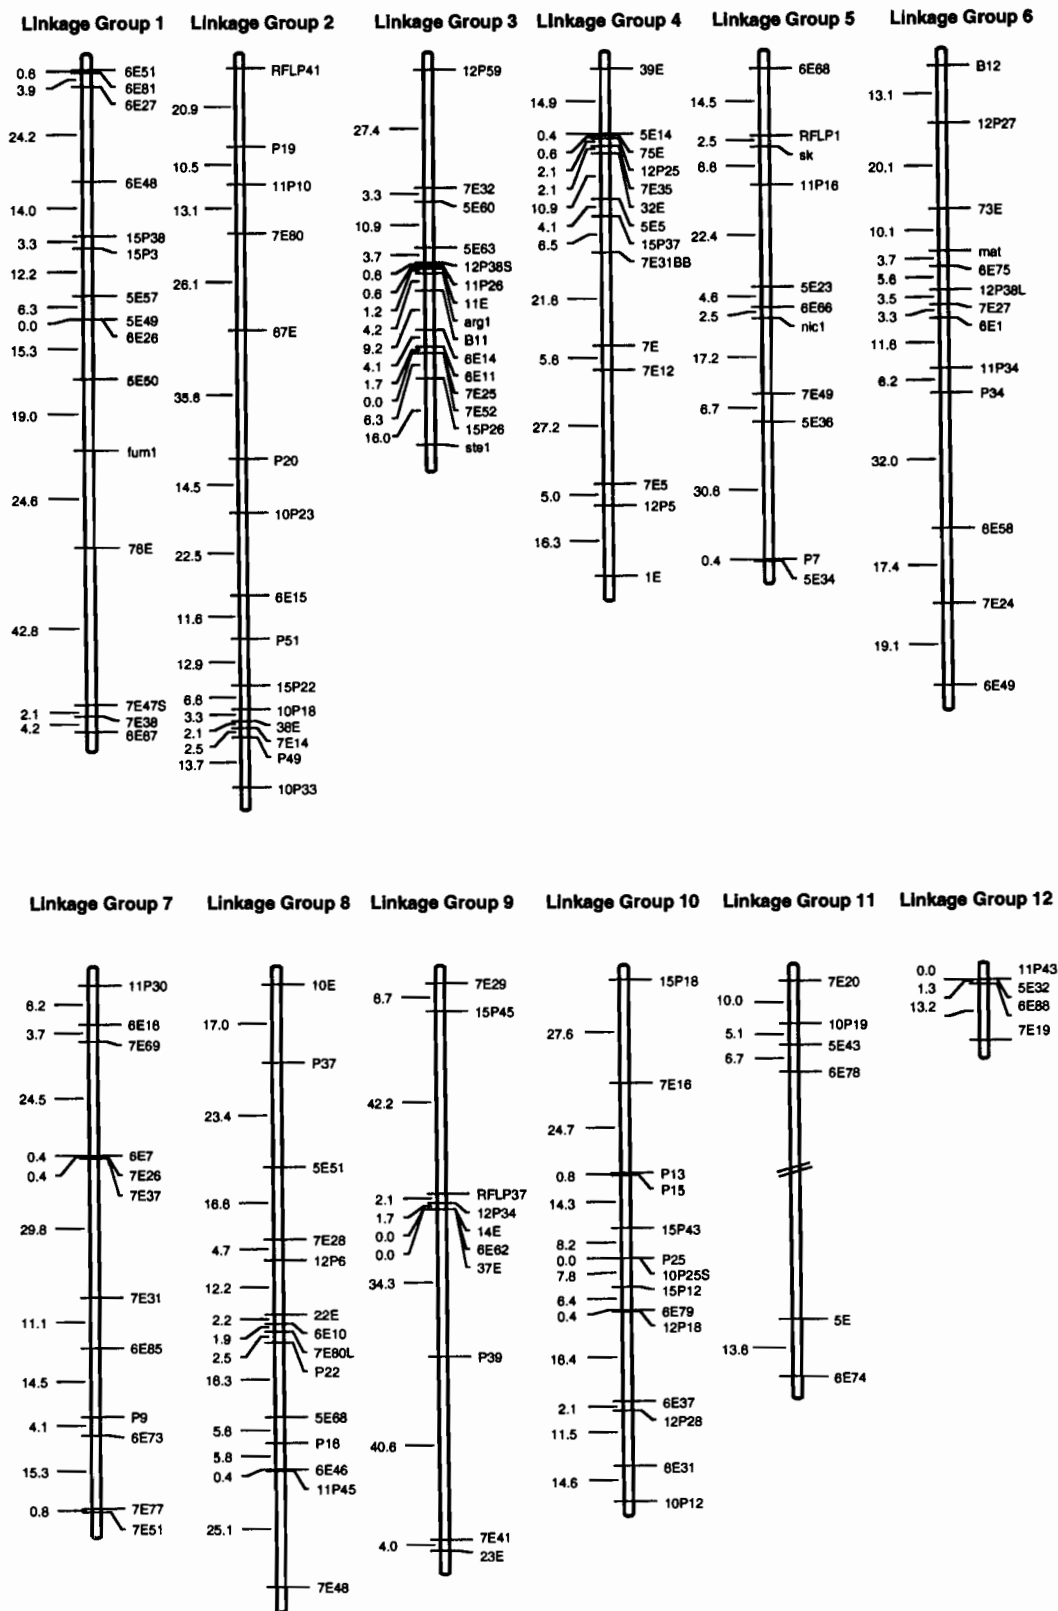 Linkage Group 1 Linkage Group 2 Linkage Group 3 Linkage Group 4 Linkage Group 5 Linkage Group 6
0.6 6E51
3.9 6E81
6E27
24.2
6E48
14.0
15P38
3.3 15P3
12.2
5E57
6.3 5E49
0.0 6E26
15.3
19.0
fum1
24.6
42.8
7E47S
2.1 7E38
4.2
RFLP41
20.9
P19
10.5
11P10
13.1
7E60
26.1
67E
35.6
P20
14.5
10P23
22.5
6E15
11.6
P51
12.9
15P22
6.6 10P18
3.3 38E
2.1 7E14
2.5 P49
13.7
10P33
12P59
27.4
7E32
3.3 5E60
10.9
5E63
3.7 12P38S
0.6 11P26
0.6 11E
1.2 arg1
4.2 B11
9.2 6E14
4.1 6E11
1.7 7E25
0.0 7E52
6.3 15P26
16.0 ste1
39E
14.9
0.4 5E14
0.6 75E
2.1 12P25
2.1 7E35
10.9 32E
4.1 5E5
6.5 15P37
7E31BB
21.6
7E
5.6 7E12
27.2
7E5
5.0 12P5
16.3
1E
6E68
14.5
RFLP1
2.5 sk
6.6
11P16
22.4
5E23
4.6 6E66
2.5 nic1
17.2
7E49
6.7 5E36
30.6
P7
0.4 5E34
B12
13.1
12P27
20.1
73E
10.1
mat
3.7 6E75
5.6 12P38L
3.5 7E27
3.3 6E1
11.6
11P34
6.2 P34
32.0
6E58
17.4
7E24
19.1
6E49
Linkage Group 7 Linkage Group 8 Linkage Group 9 Linkage Group 10 Linkage Group 11 Linkage Group 12
11P30
6.2
6E16
3.7 7E69
24.5
0.4 6E7
0.4 7E26
7E37
29.8
7E31
11.1
6E85
14.5
P9
4.1 6E73
15.3
7E77
0.8 7E51
10E
17.0
P37
23.4
5E51
16.6
7E28
4.7 12P6
12.2
22E
2.2 6E10
1.9 7E60L
2.5 P22
16.3
5E68
5.6 P16
5.8 6E46
0.4 11P45
25.1
7E48
7E29
6.7 15P45
42.2
RFLP37
2.1 12P34
1.7 14E
0.0 6E62
0.0 37E
34.3
P39
40.6
7E41
4.0 23E
15P18
27.6
7E16
24.7
P13
0.8 P15
14.3
15P43
8.2 P25
0.0 10P25S
7.8 15P12
6.4 6E79
0.4 12P18
16.4
6E37
2.1 12P28
11.5
6E31
14.6
10P12
7E20
10.0
10P19
5.1 5E43
6.7 6E78
5E
13.6
6E74
0.0 11P43
1.3 5E32
13.2 6E88
7E19